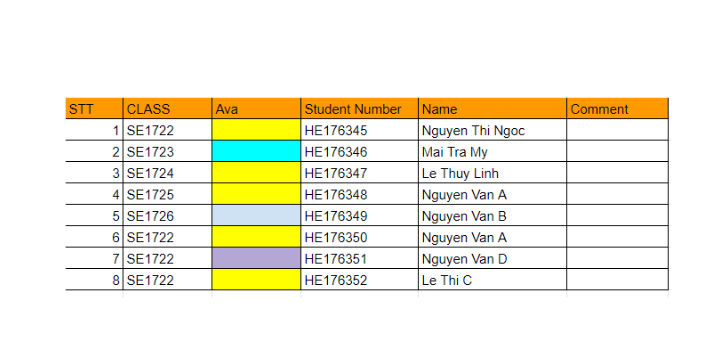 STT CLASS Ava Student Number Name Comment
1 SE1722 HE176345 Nguyen Thi Ngoc
2 SE1723 HE176346 Mai Tra My
3 SE1724 HE176347 Le Thuy Linh
4 SE1725 HE176348 Nguyen Van A
5 SE1726 HE176349 Nguyen Van B
6 SE1722 HE176350 Nguyen Van A
7 SE1722 HE176351 Nguyen Van D
8 SE1722 HE176352 Le Thi C